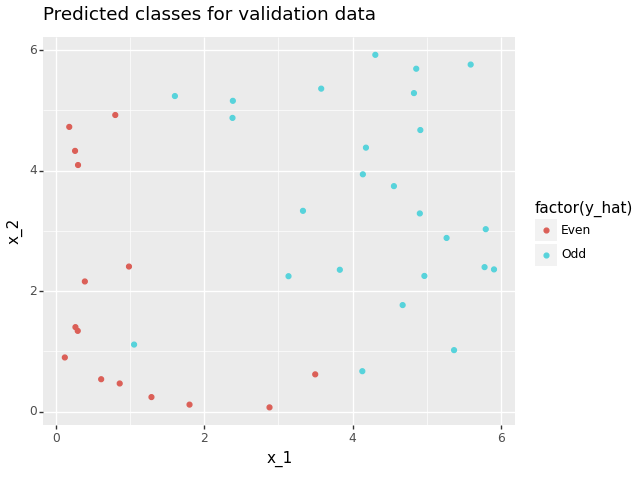 Predicted classes for validation data
6
4
2
0
x_2
0
2
4
6
x_1
factor(y_hat)
Even
Odd